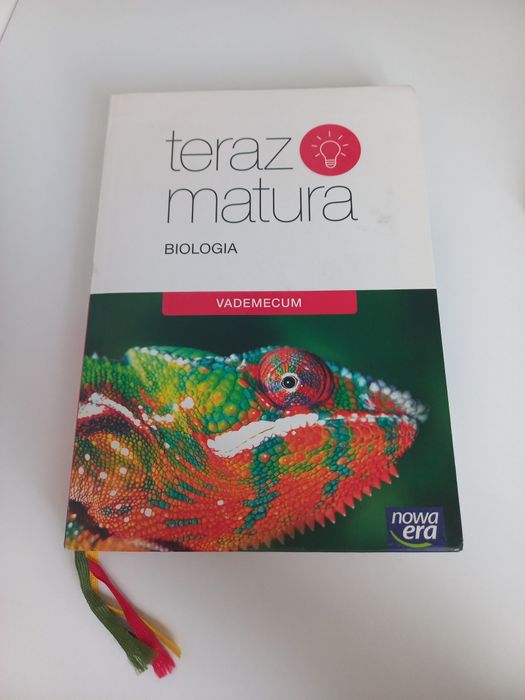 teraz
matura
BIOLOGIA
VADEMECUM
nowa
era